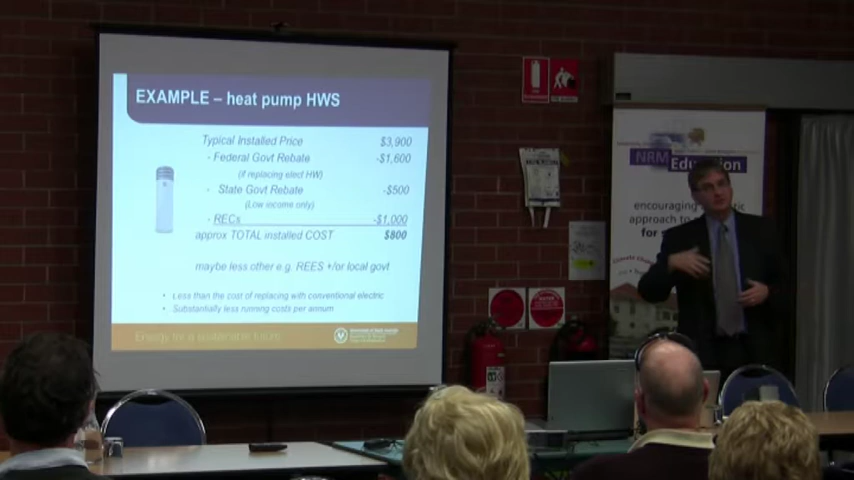 EXAMPLE – heat pump HWS
Typical Installed Price $3,900
- Federal Govt Rebate -$1,600
(if replacing elect HW)
- State Govt Rebate -$500
(Low income only)
- RECs -$1,000
approx TOTAL installed COST $800
maybe less other e.g. REES +/or local govt
• Less than the cost of replacing with conventional electric
• Substantially less running costs per annum
Energy for a sustainable future
NRM
Education
encouraging
approach to
for
Climate